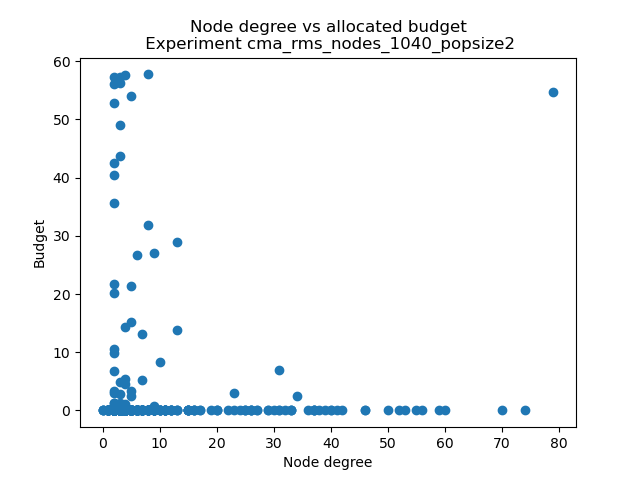 Node degree vs allocated budget
Experiment cma_rms_nodes_1040_popsize2
60
50
40
30
20
10
0
Budget
0 10 20 30 40 50 60 70 80
Node degree